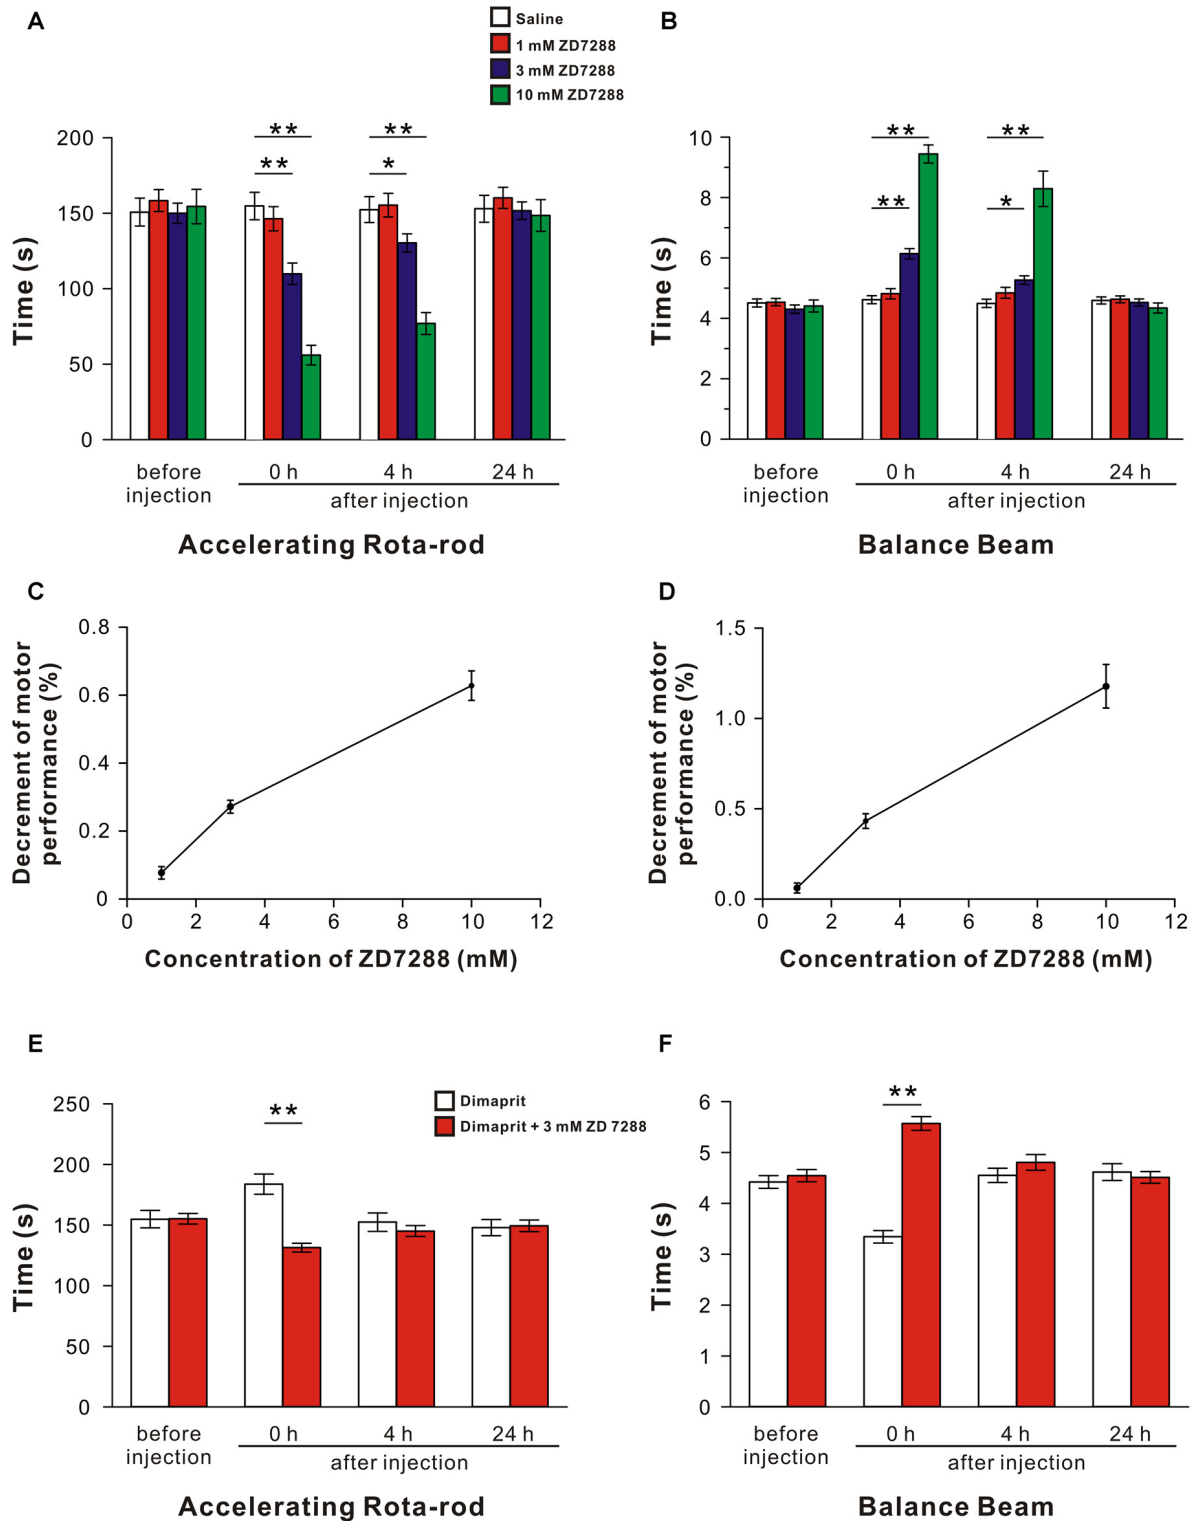 A
Saline
1 mM ZD7288
3 mM ZD7288
10 mM ZD7288
Time (s)
200
150
100
50
0
**
**
**
*
before
injection
0 h
4 h
24 h
after injection
Accelerating Rota-rod
B
Time (s)
10
8
6
4
2
0
**
**
**
*
before
injection
0 h
4 h
24 h
after injection
Balance Beam
C
Decrement of motor
performance (%)
0.8
0.6
0.4
0.2
0
0 2 4 6 8 10 12
Concentration of ZD7288 (mM)
D
Decrement of motor
performance (%)
1.5
1.0
0.5
0.0
0 2 4 6 8 10 12
Concentration of ZD7288 (mM)
E
Dimaprit
Dimaprit + 3 mM ZD 7288
Time (s)
250
200
150
100
50
0
**
before
injection
0 h
4 h
24 h
after injection
Accelerating Rota-rod
F
Time (s)
6
5
4
3
2
1
0
**
before
injection
0 h
4 h
24 h
after injection
Balance Beam